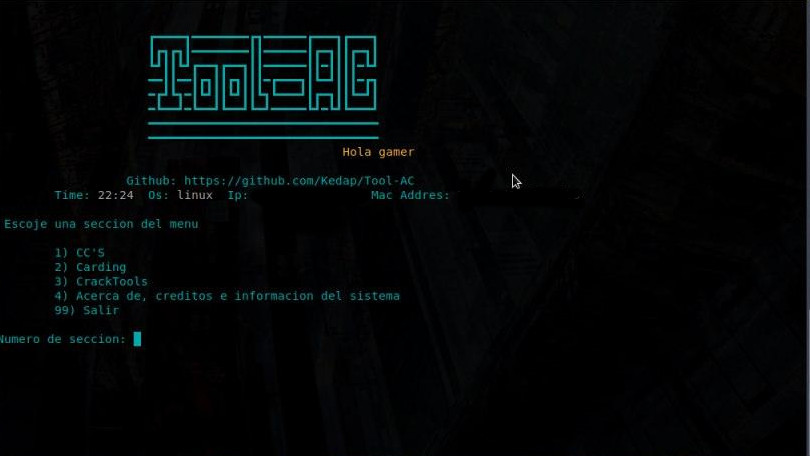 Tool-AC
Hola gamer
Github: https://github.com/Kedap/Tool-AC
Time: 22:24 Os: linux Ip: Mac Addres:
Escoje una seccion del menu
1) CC'S
2) Carding
3) CrackTools
4) Acerca de, creditos e informacion del sistema
99) Salir
Numero de seccion: